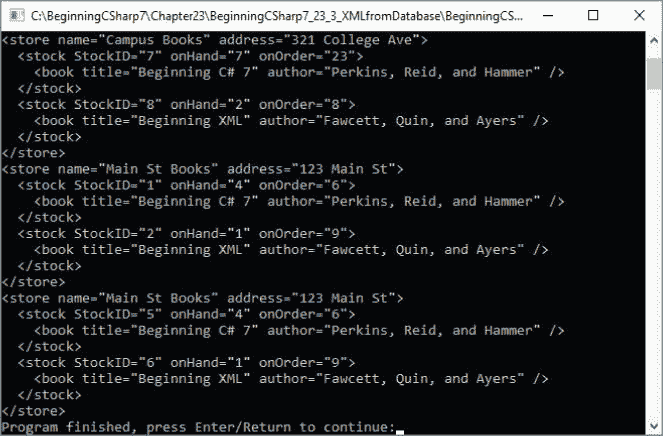 C:\BeginningCSharp7\Chapter23\BeginningCSharp7_23_3_XMLfromDatabase\BeginningCS...
<store name="Campus Books" address="321 College Ave">
<stock StockID="7" onHand="7" onOrder="23">
<book title="Beginning C# 7" author="Perkins, Reid, and Hammer" />
</stock>
<stock StockID="8" onHand="2" onOrder="8">
<book title="Beginning XML" author="Fawcett, Quin, and Ayers" />
</stock>
</store>
<store name="Main St Books" address="123 Main St">
<stock StockID="1" onHand="4" onOrder="6">
<book title="Beginning C# 7" author="Perkins, Reid, and Hammer" />
</stock>
<stock StockID="2" onHand="1" onOrder="9">
<book title="Beginning XML" author="Fawcett, Quin, and Ayers" />
</stock>
</store>
<store name="Main St Books" address="123 Main St">
<stock StockID="5" onHand="4" onOrder="6">
<book title="Beginning C# 7" author="Perkins, Reid, and Hammer" />
</stock>
<stock StockID="6" onHand="1" onOrder="9">
<book title="Beginning XML" author="Fawcett, Quin, and Ayers" />
</stock>
</store>
Program finished, press Enter/Return to continue: